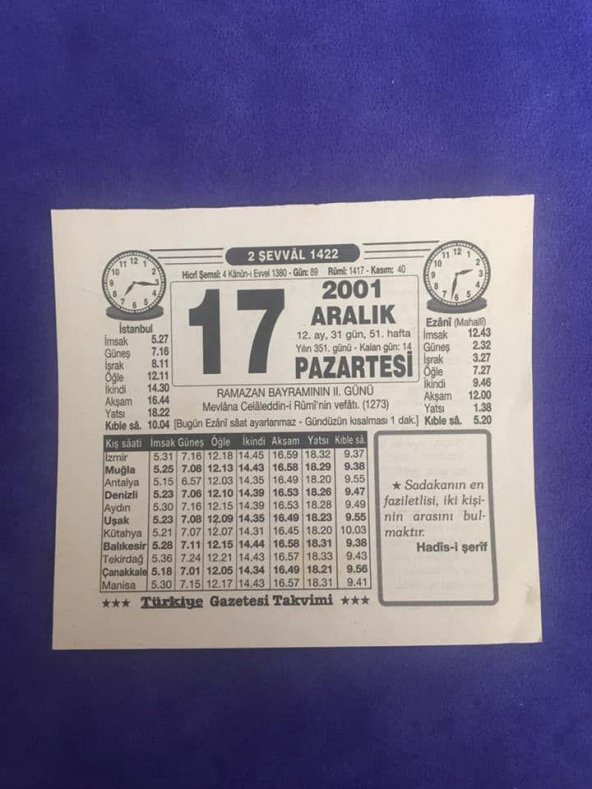 2 ŞEVVÂL 1422
Hicrî Şemsî: 4 Kânûn-ı Evvel 1380 - Gün: 89 Rûmî: 1417 - Kasım: 40
17
2001
ARALIK
12. ay, 31 gün, 51. hafta
Yılın 351. günü - Kalan gün: 14
PAZARTESİ
İstanbul
İmsak 5.27
Güneş 7.16
İşrak 8.11
Öğle 12.11
İkindi 14.30
Akşam 16.44
Yatsı 18.22
Kıble sâ. 10.04
Ezânî (Mahallî)
İmsak 12.43
Güneş 2.32
İşrak 3.27
Öğle 7.27
İkindi 9.46
Akşam 12.00
Yatsı 1.38
Kıble sâ. 5.20
RAMAZAN BAYRAMININ II. GÜNÜ
Mevlâna Celâleddin-i Rûmî'nin vefâtı. (1273)
[Bugün Ezânî sâat ayarlanmaz - Gündüzün kısalması 1 dak.]
Kış sâati İmsak Güneş Öğle İkindi Akşam Yatsı Kıble sâ.
İzmir 5.31 7.16 12.18 14.45 16.59 18.32 9.37
Muğla 5.25 7.08 12.13 14.43 16.58 18.29 9.38
Antalya 5.15 6.57 12.03 14.35 16.49 18.20 9.55
Denizli 5.23 7.06 12.10 14.39 16.53 18.26 9.47
Aydın 5.30 7.16 12.15 14.39 16.53 18.28 9.49
Uşak 5.23 7.08 12.09 14.35 16.49 18.23 9.55
Kütahya 5.21 7.07 12.07 14.31 16.45 18.20 10.03
Balıkesir 5.28 7.11 12.15 14.44 16.58 18.31 9.38
Tekirdağ 5.36 7.24 12.21 14.43 16.57 18.33 9.43
Çanakkale 5.18 7.01 12.05 14.34 16.49 18.21 9.56
Manisa 5.30 7.15 12.17 14.43 16.57 18.31 9.41
★ Sadakanın en
faziletlisi, iki kişi-
nin arasını bul-
maktır.
Hadîs-i şerîf
★★★ Türkiye Gazetesi Takvimi ★★★